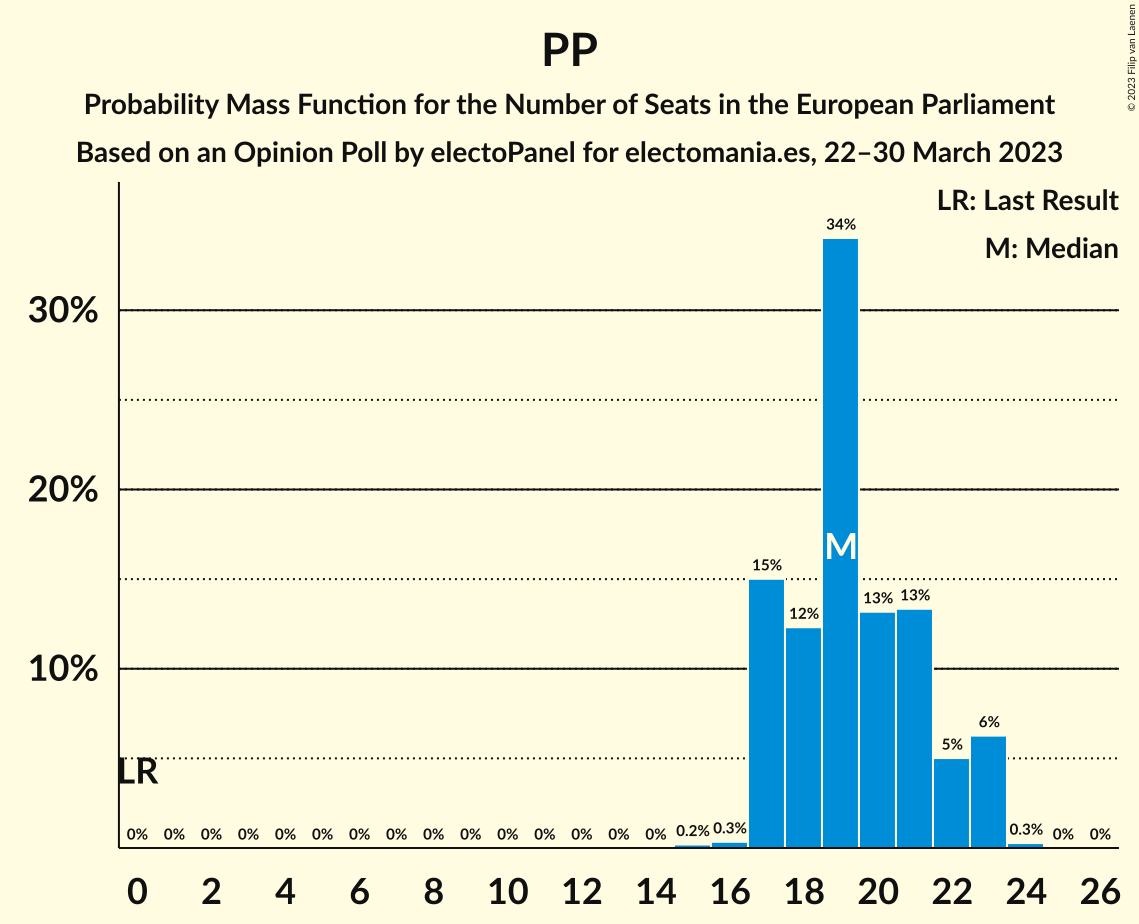 PP
Probability Mass Function for the Number of Seats in the European Parliament
Based on an Opinion Poll by electoPanel for electomania.es, 22–30 March 2023
© 2023 Filip van Laenen
LR: Last Result
M: Median
30%
20%
10%
34%
M
15%
12%
13%
13%
5%
6%
LR
0% 0% 0% 0% 0% 0% 0% 0% 0% 0% 0% 0% 0% 0% 0% 0.2% 0.3% 0.3% 0% 0%
0 2 4 6 8 10 12 14 16 18 20 22 24 26